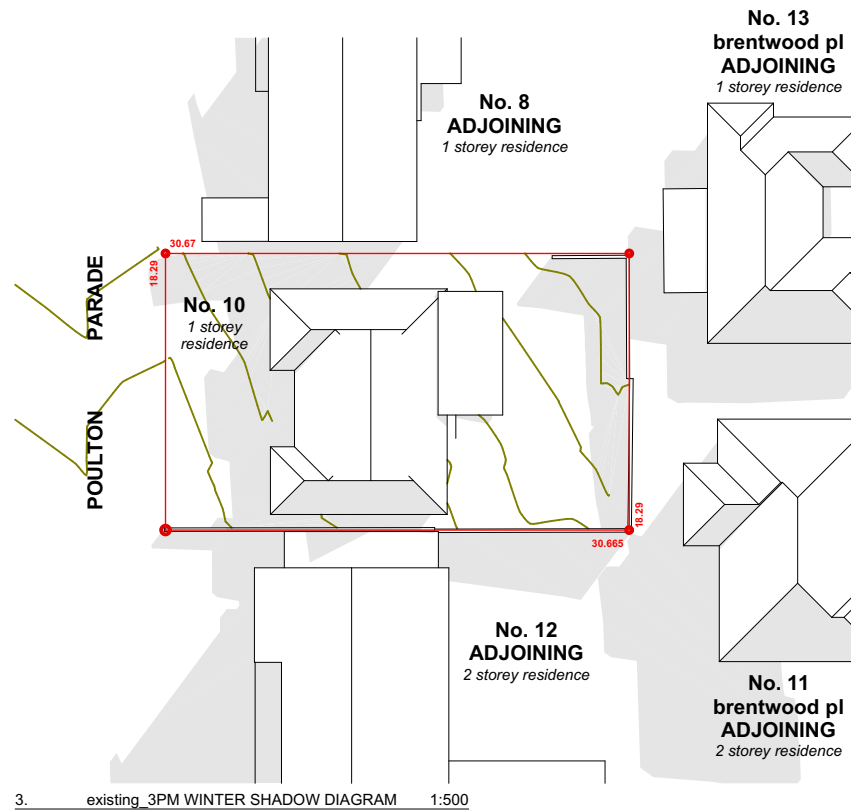 No. 13
brentwood pl
ADJOINING
1 storey residence
No. 8
ADJOINING
1 storey residence
30.67
18.29
PARADE
No. 10
1 storey
residence
POULTON
18.29
30.665
No. 12
ADJOINING
2 storey residence
No. 11
brentwood pl
ADJOINING
2 storey residence
3. existing_3PM WINTER SHADOW DIAGRAM 1:500